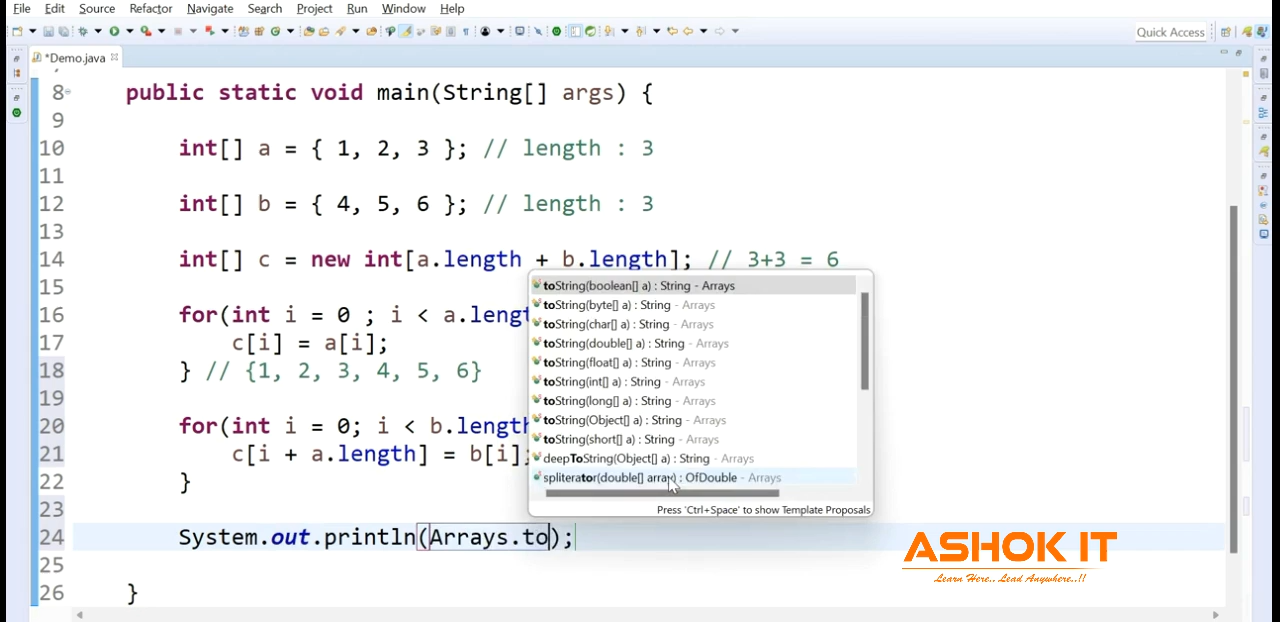 File Edit Source Refactor Navigate Search Project Run Window Help
Quick Access
*Demo.java
8 public static void main(String[] args) {
9
10 int[] a = { 1, 2, 3 }; // length : 3
11
12 int[] b = { 4, 5, 6 }; // length : 3
13
14 int[] c = new int[a.length + b.length]; // 3+3 = 6
15
16 for(int i = 0 ; i < a.lengt
17 c[i] = a[i];
18 } // {1, 2, 3, 4, 5, 6}
19
20 for(int i = 0; i < b.length
21 c[i + a.length] = b[i];
22 }
23
24 System.out.println(Arrays.to);
25
26 }
toString(boolean[] a) : String - Arrays
toString(byte[] a) : String - Arrays
toString(char[] a) : String - Arrays
toString(double[] a) : String - Arrays
toString(float[] a) : String - Arrays
toString(int[] a) : String - Arrays
toString(long[] a) : String - Arrays
toString(Object[] a) : String - Arrays
toString(short[] a) : String - Arrays
deepToString(Object[] a) : String - Arrays
spliterator(double[] array) : OfDouble - Arrays
Press 'Ctrl+Space' to show Template Proposals
ASHOK IT
Learn Here.. Lead Anywhere..!!